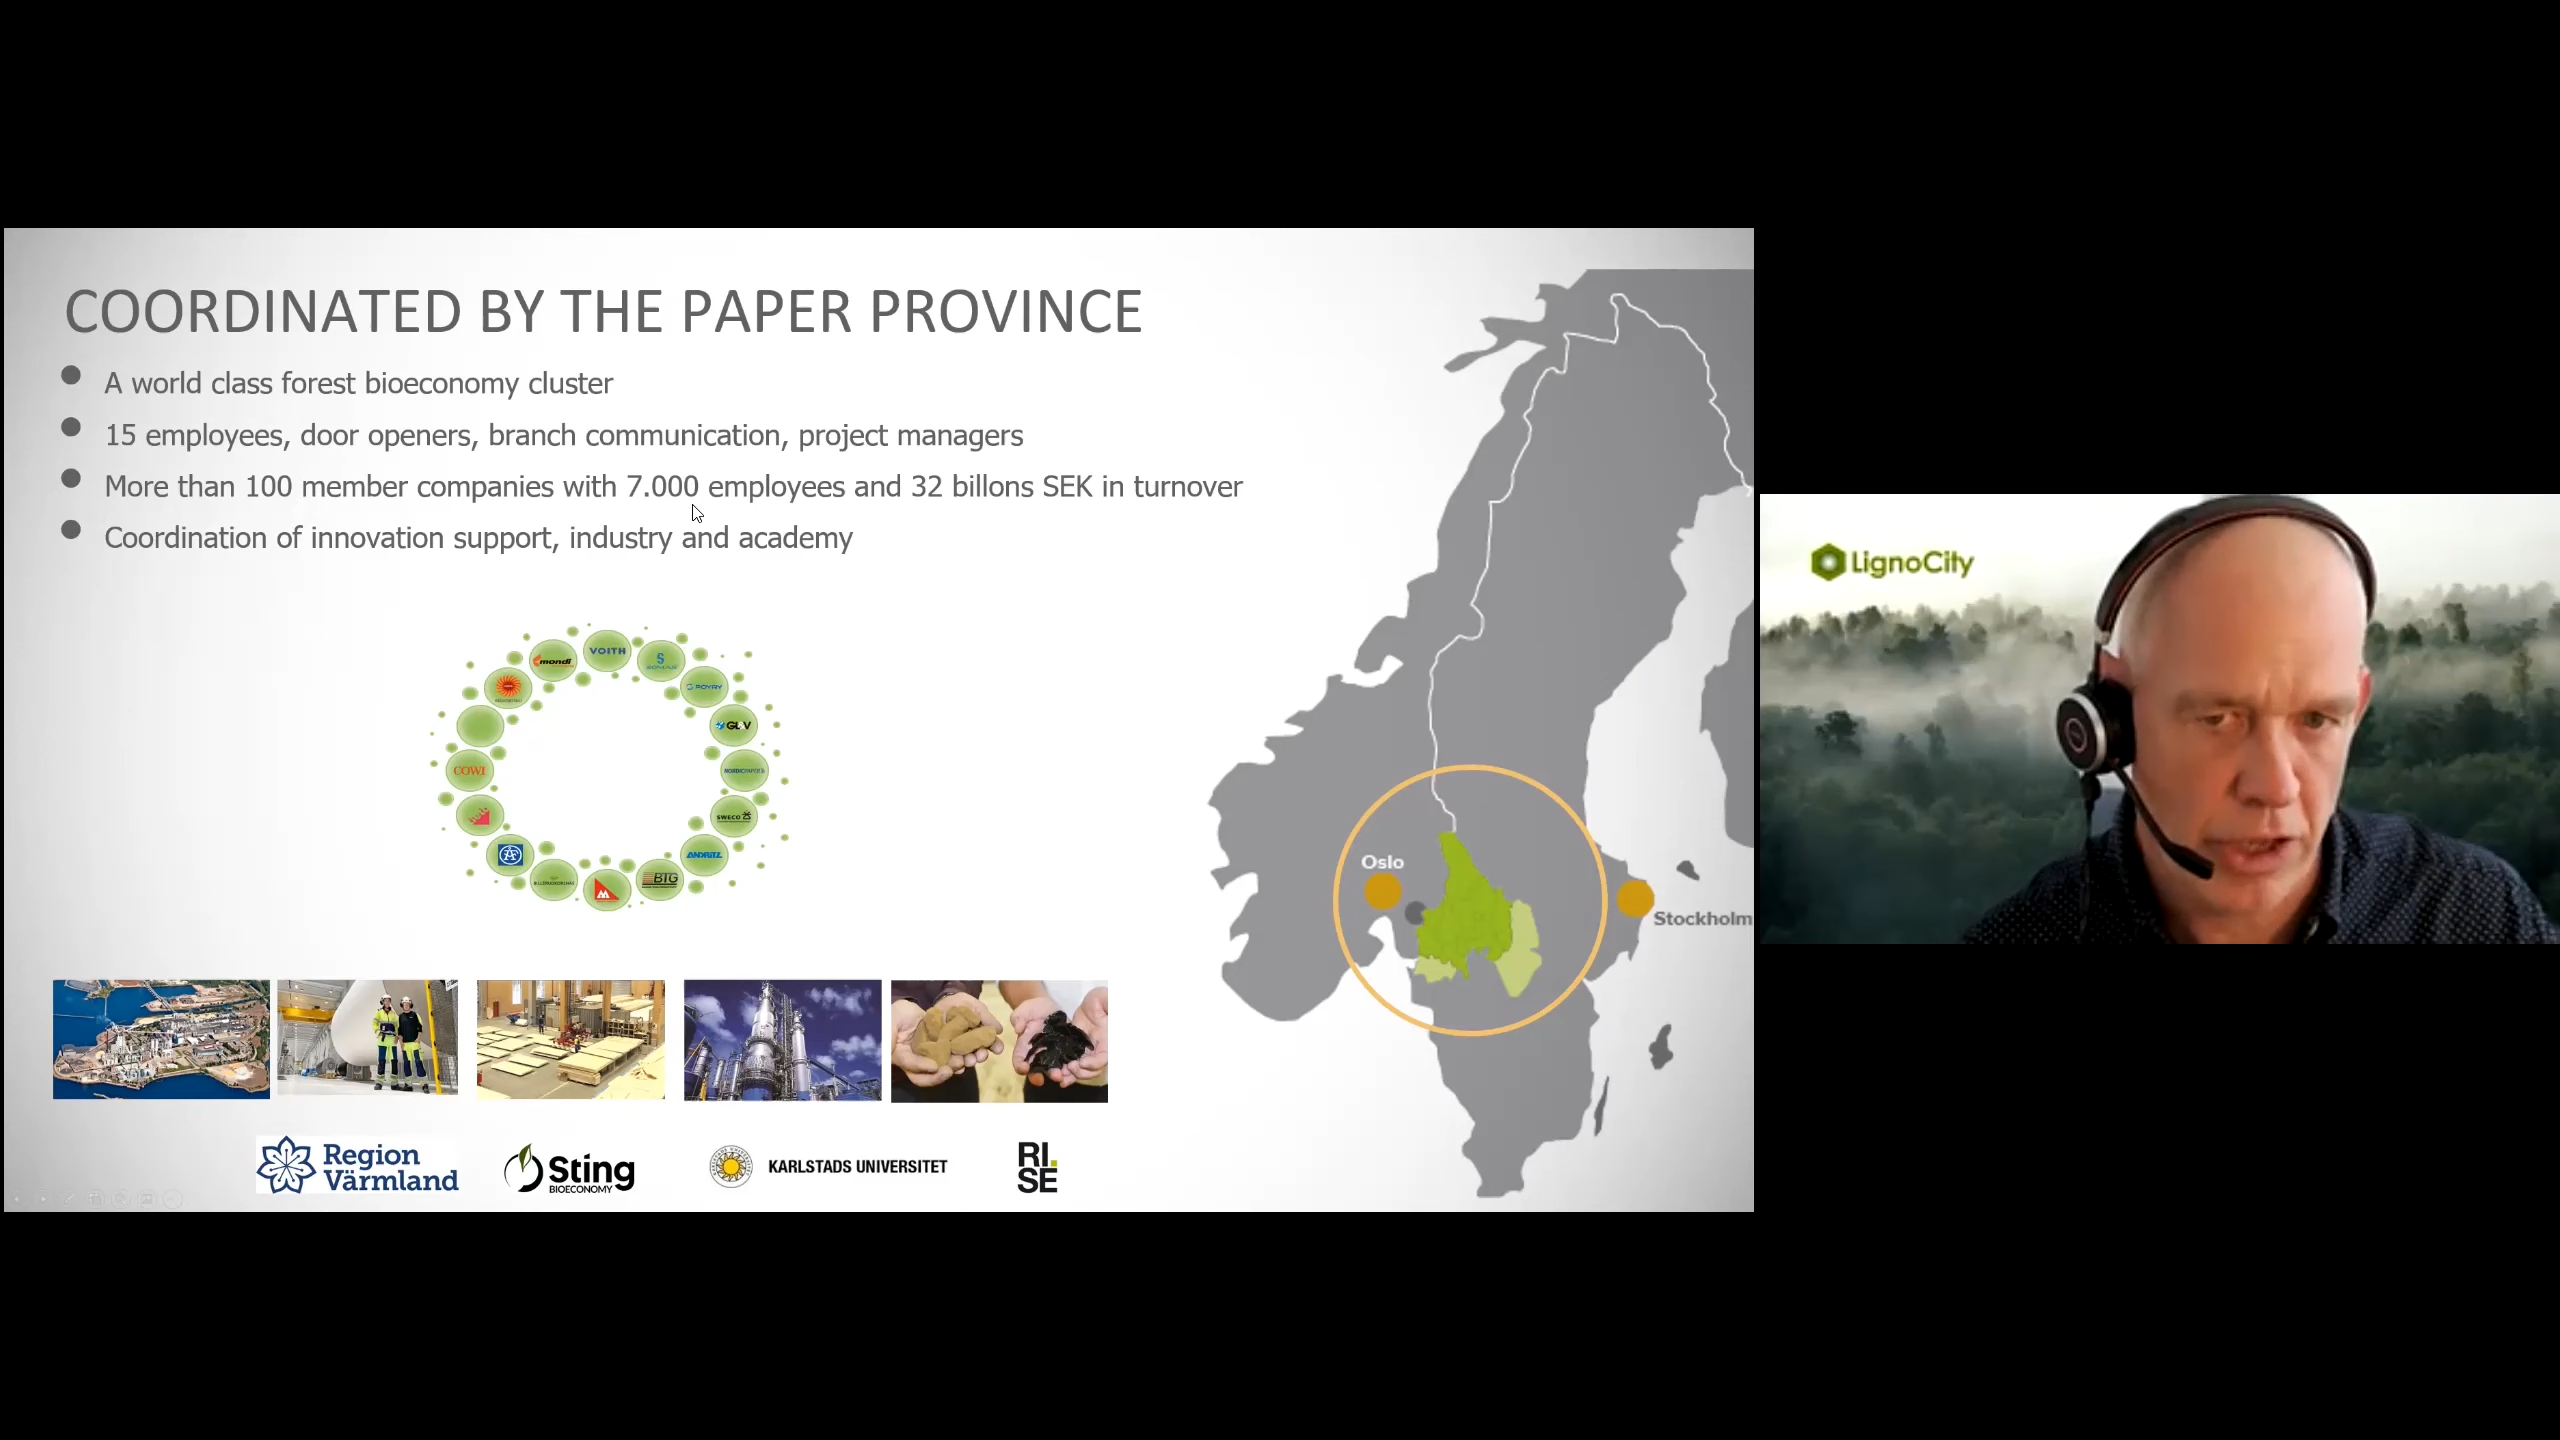 COORDINATED BY THE PAPER PROVINCE
A world class forest bioeconomy cluster
15 employees, door openers, branch communication, project managers
More than 100 member companies with 7.000 employees and 32 billons SEK in turnover
Coordination of innovation support, industry and academy
mondi
VOITH
PÖYRY
GL&V
COWI
SWECO
ANDRITZ
BTG
ÅF
Oslo
Stockholm
Region
Värmland
Sting
BIOECONOMY
KARLSTADS UNIVERSITET
RI.
SE
LignoCity